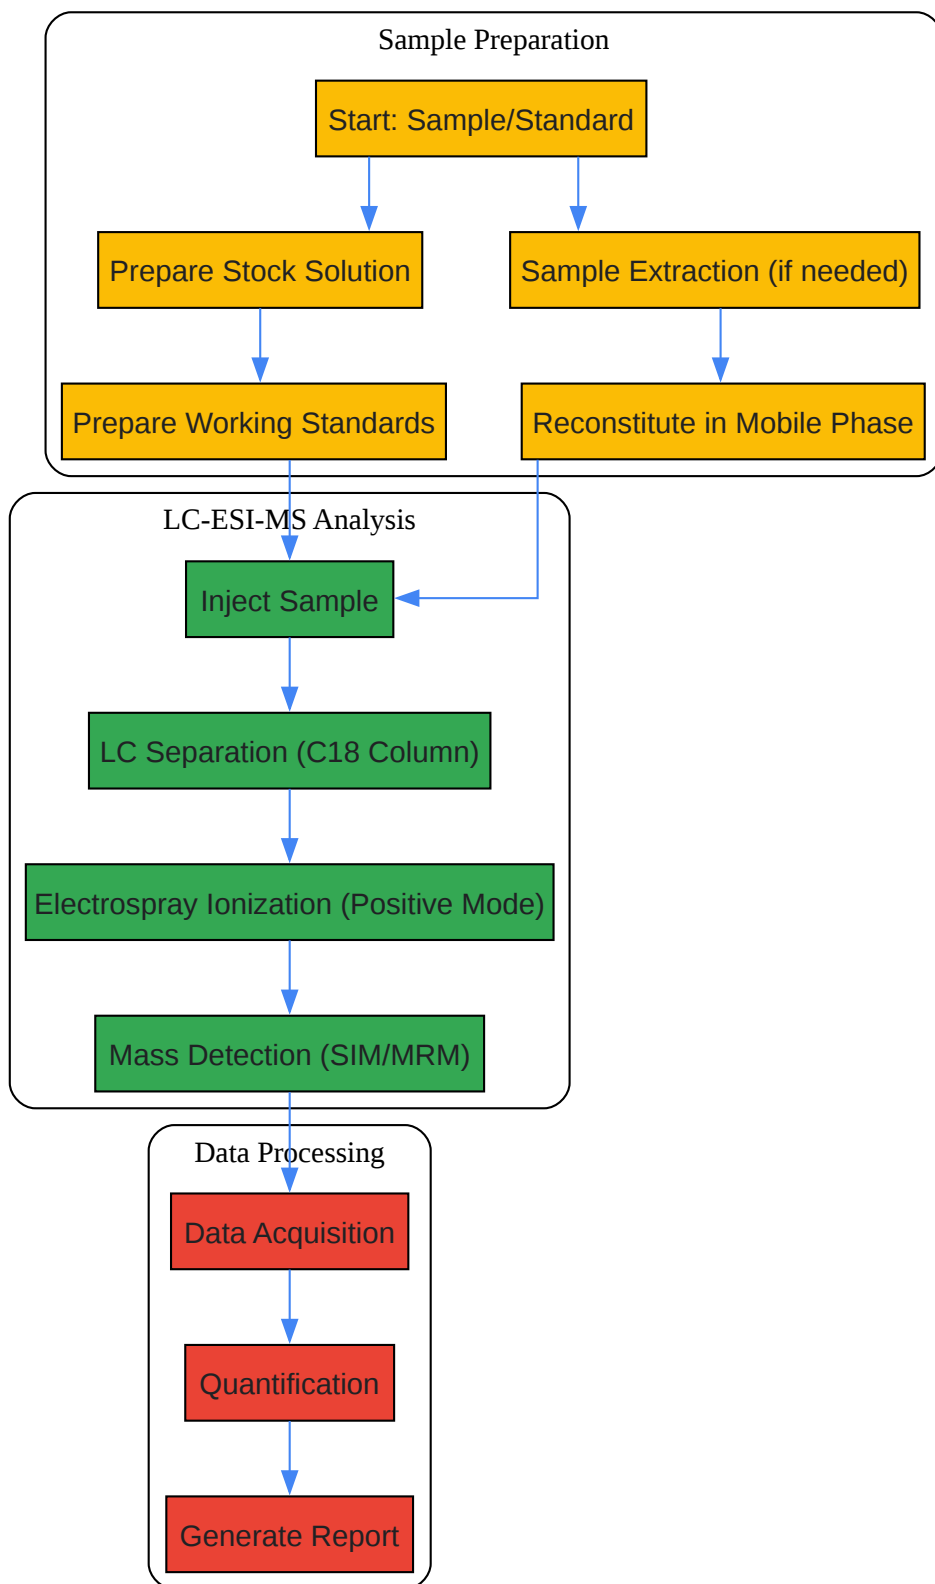 Sample Preparation
Start: Sample/Standard
Prepare Stock Solution
Sample Extraction (if needed)
Prepare Working Standards
Reconstitute in Mobile Phase
LC-ESI-MS Analysis
Inject Sample
LC Separation (C18 Column)
Electrospray Ionization (Positive Mode)
Mass Detection (SIM/MRM)
Data Processing
Data Acquisition
Quantification
Generate Report